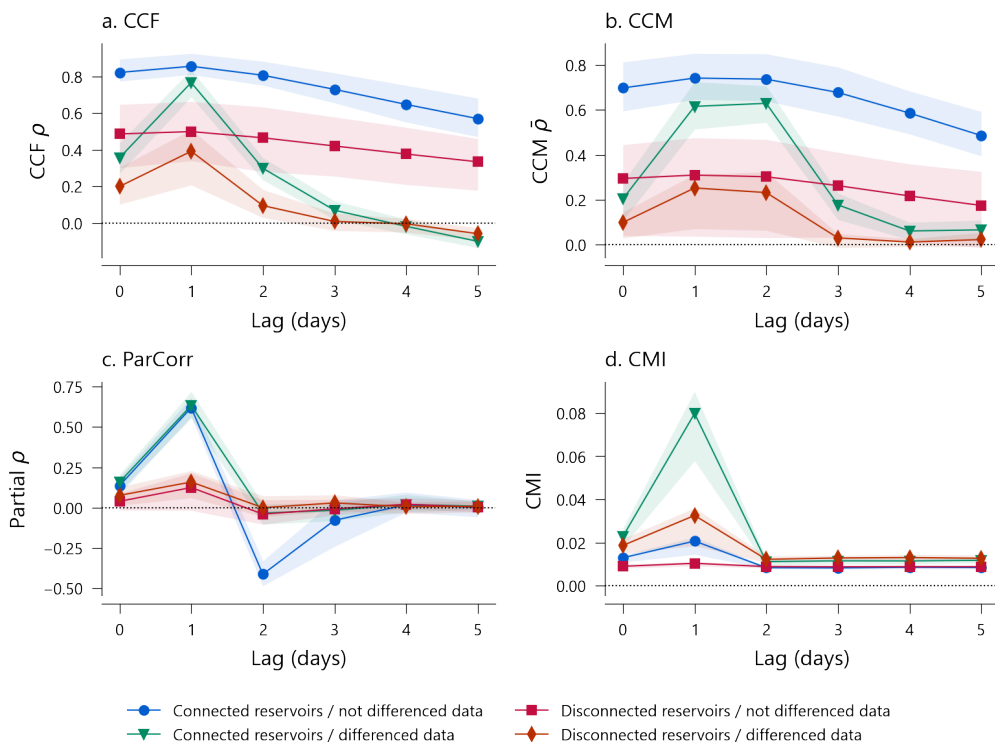 a. CCF
CCF ρ
0.8
0.6
0.4
0.2
0.0
0 1 2 3 4 5
Lag (days)
b. CCM
CCM ρ̄
0.8
0.6
0.4
0.2
0.0
0 1 2 3 4 5
Lag (days)
c. ParCorr
Partial ρ
0.75
0.50
0.25
0.00
−0.25
−0.50
0 1 2 3 4 5
Lag (days)
d. CMI
CMI
0.08
0.06
0.04
0.02
0.00
0 1 2 3 4 5
Lag (days)
Connected reservoirs / not differenced data
Connected reservoirs / differenced data
Disconnected reservoirs / not differenced data
Disconnected reservoirs / differenced data